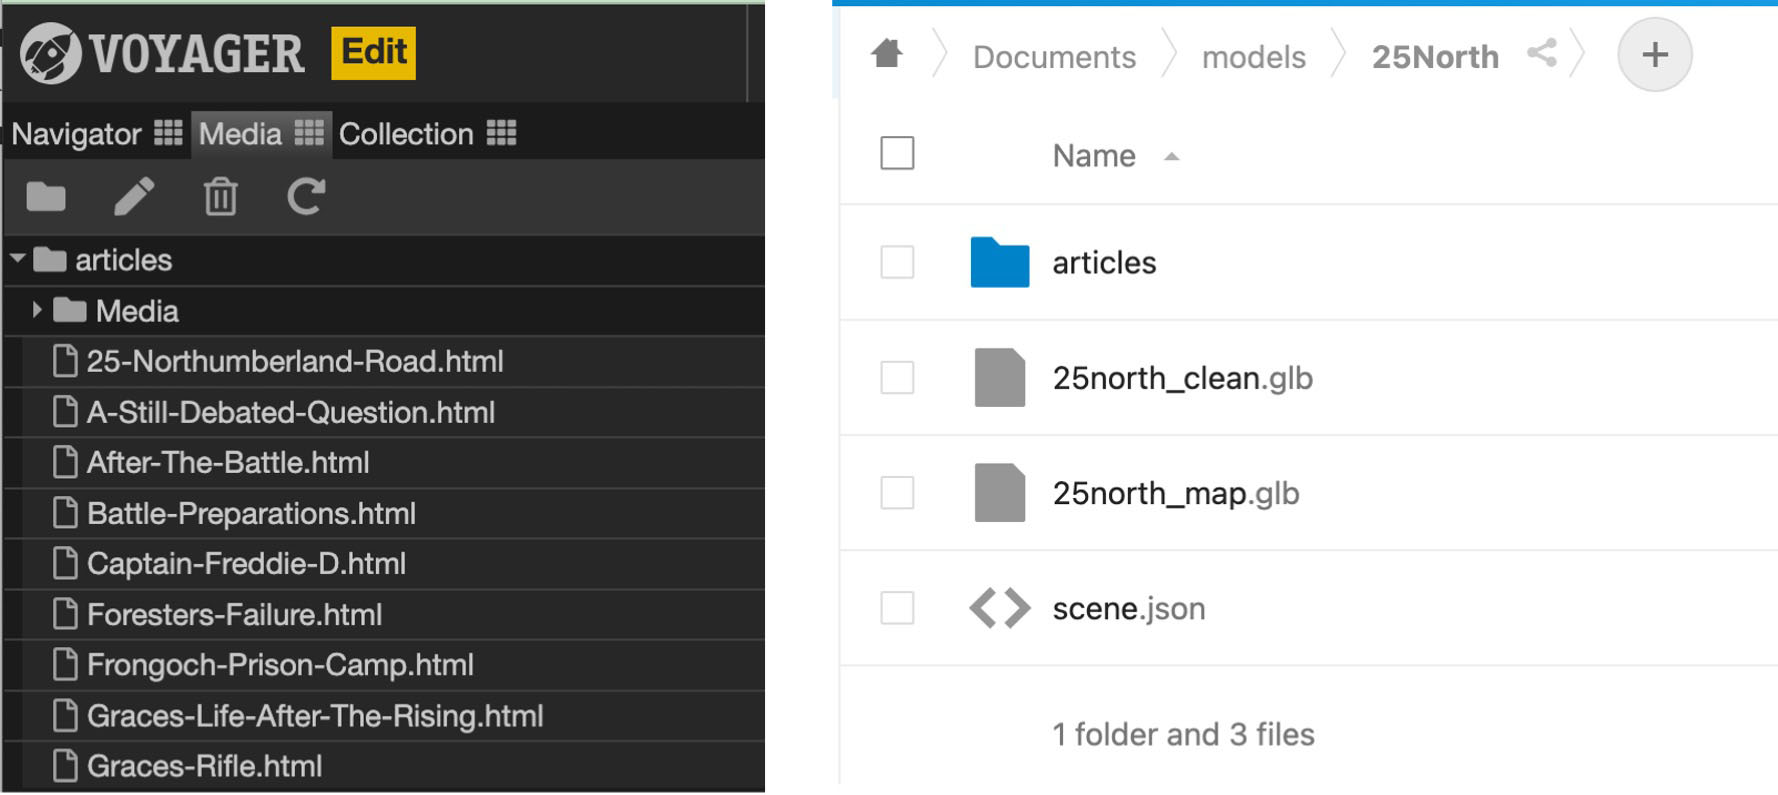 VOYAGER Edit
Navigator Media Collection
articles
Media
25-Northumberland-Road.html
A-Still-Debated-Question.html
After-The-Battle.html
Battle-Preparations.html
Captain-Freddie-D.html
Foresters-Failure.html
Frongoch-Prison-Camp.html
Graces-Life-After-The-Rising.html
Graces-Rifle.html
Documents models 25North
Name
articles
25north_clean.glb
25north_map.glb
scene.json
1 folder and 3 files